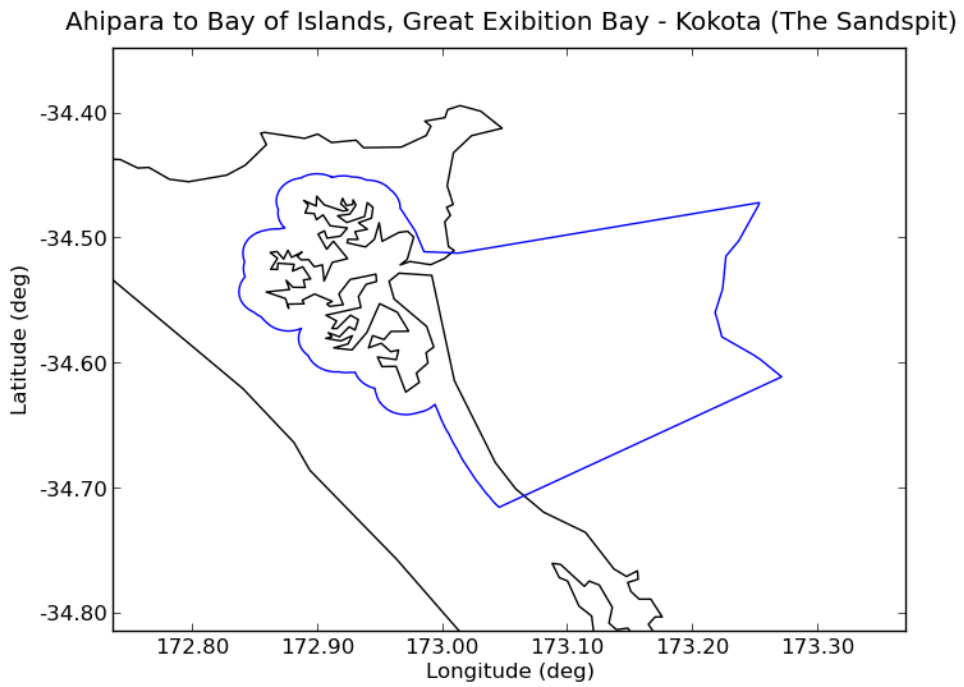 Ahipara to Bay of Islands, Great Exibition Bay - Kokota (The Sandspit)
-34.40
-34.50
-34.60
-34.70
-34.80
Latitude (deg)
172.80 172.90 173.00 173.10 173.20 173.30
Longitude (deg)